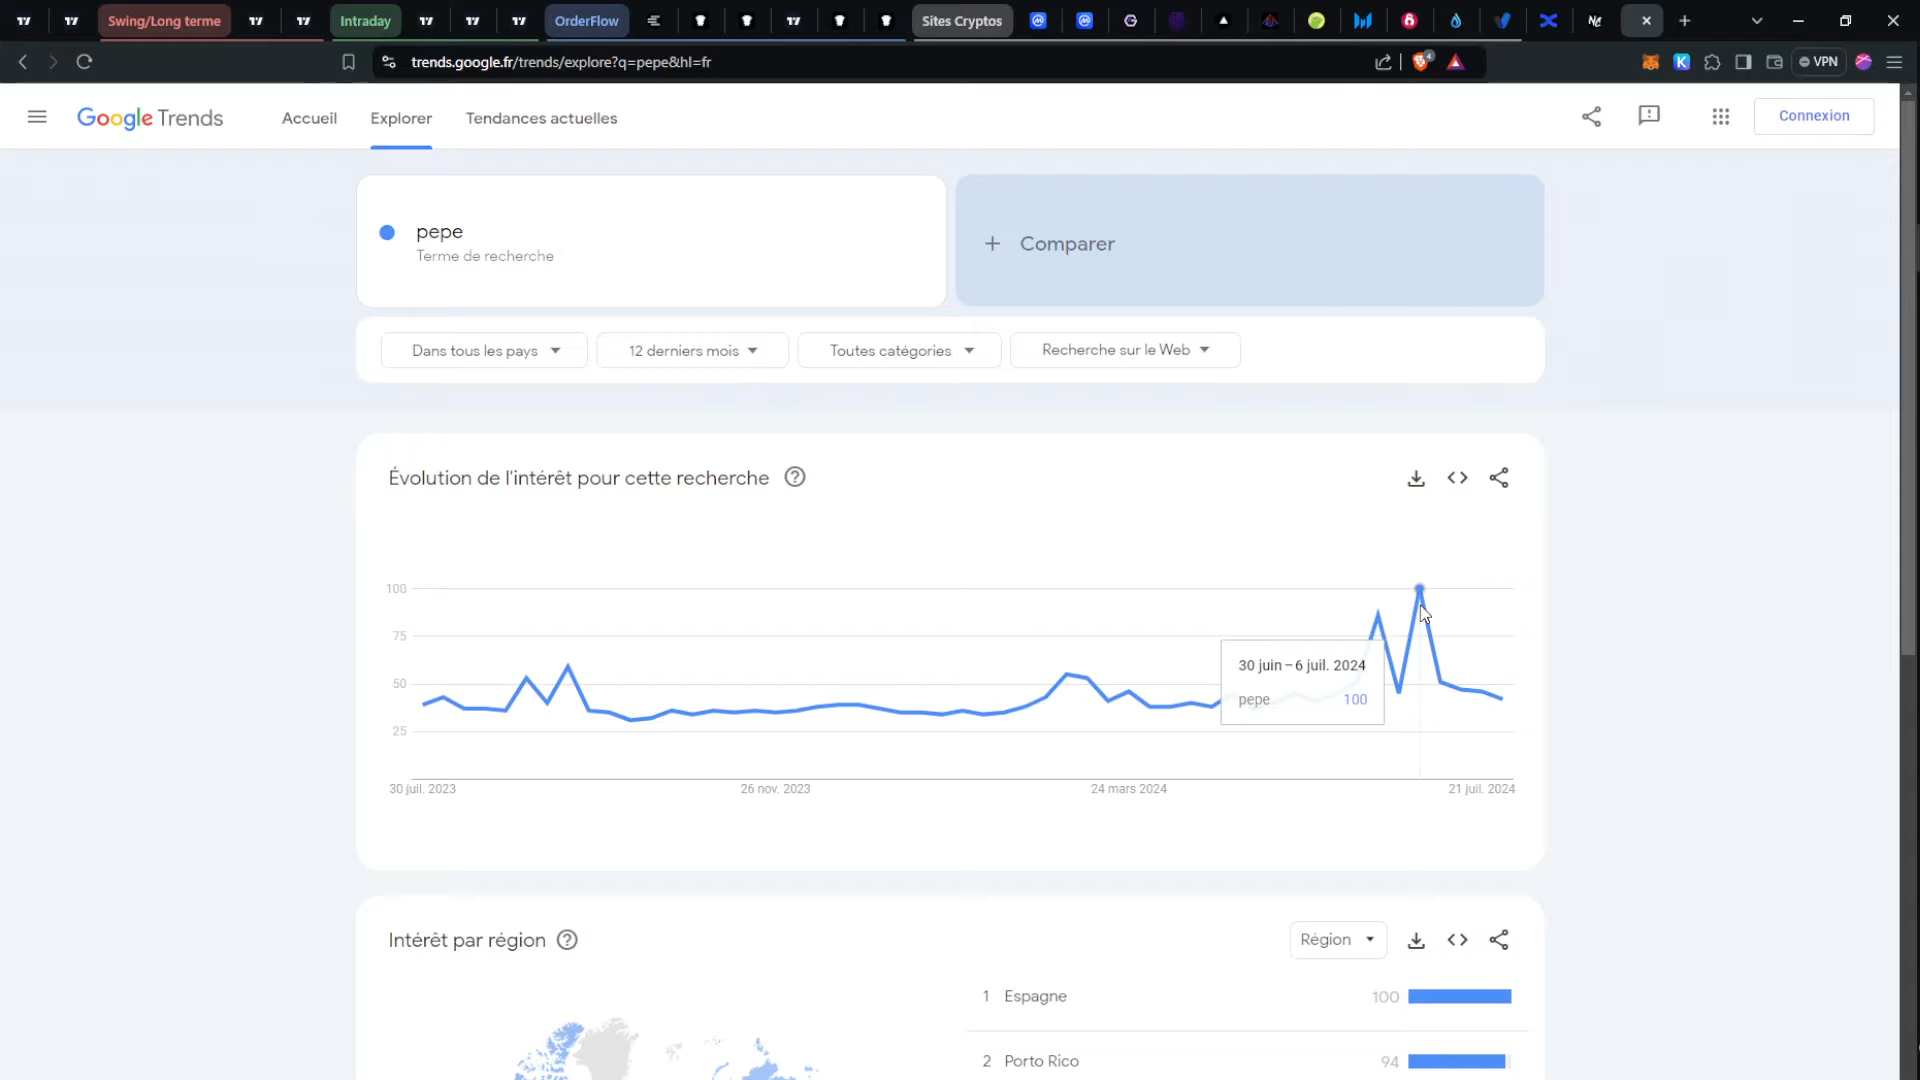 Swing/Long terme
Intraday
OrderFlow
Sites Cryptos
trends.google.fr/trends/explore?q=pepe&hl=fr
4
K
VPN
Google Trends
Accueil
Explorer
Tendances actuelles
Connexion
pepe
Terme de recherche
+ Comparer
Dans tous les pays
12 derniers mois
Toutes catégories
Recherche sur le Web
Évolution de l'intérêt pour cette recherche
100
75
50
25
30 juin – 6 juil. 2024
pepe 100
30 juil. 2023
26 nov. 2023
24 mars 2024
21 juil. 2024
Intérêt par région
Région
1 Espagne 100
2 Porto Rico 94